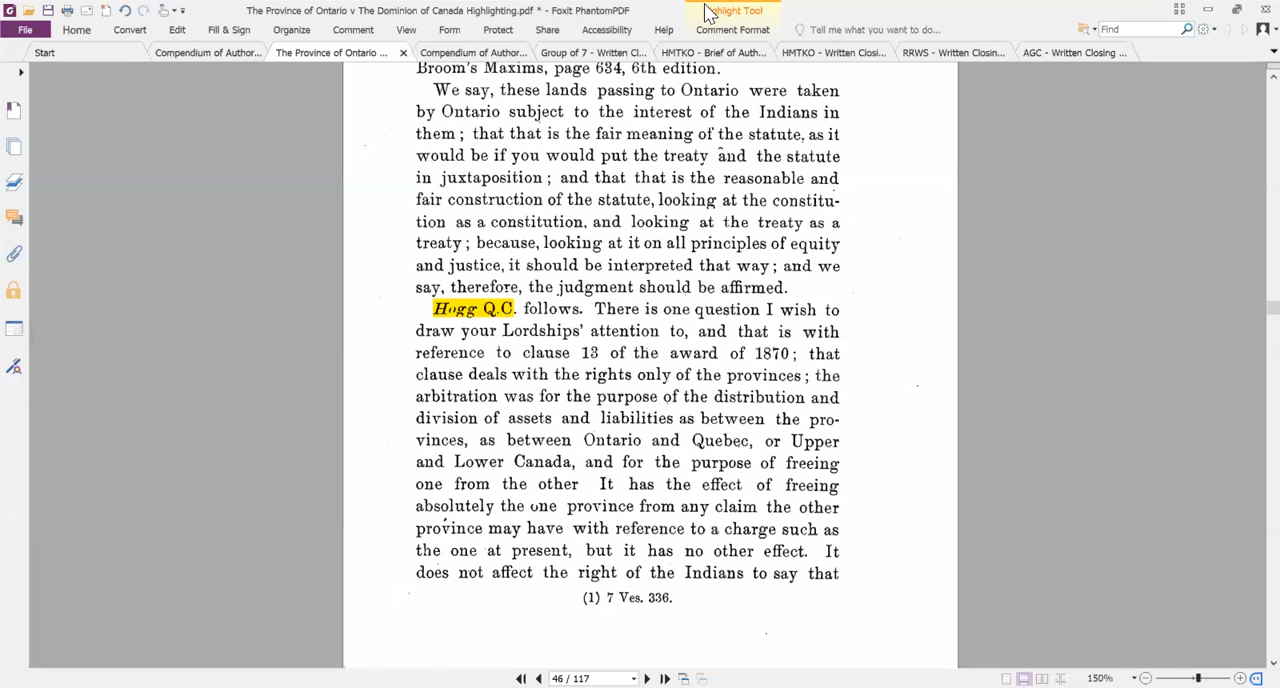 The Province of Ontario v The Dominion of Canada Highlighting.pdf * - Foxit PhantomPDF
Tool
File Home Convert Edit Fill & Sign Organize Comment View Form Protect Share Accessibility Help Comment Format Tell me what you want to do... Find
Start Compendium of Author... The Province of Ontario ... Compendium of Author... Group of 7 - Written Cl... HMTKO - Brief of Auth... HMTKO - Written Closi... RRWS - Written Closin... AGC - Written Closing ...
Broom's Maxims, page 634, 6th edition.
We say, these lands passing to Ontario were taken
by Ontario subject to the interest of the Indians in
them ; that that is the fair meaning of the statute, as it
would be if you would put the treaty and the statute
in juxtaposition ; and that that is the reasonable and
fair construction of the statute, looking at the constitu-
tion as a constitution, and looking at the treaty as a
treaty ; because, looking at it on all principles of equity
and justice, it should be interpreted that way ; and we
say, therefore, the judgment should be affirmed.
Hogg Q.C. follows. There is one question I wish to
draw your Lordships' attention to, and that is with
reference to clause 13 of the award of 1870 ; that
clause deals with the rights only of the provinces ; the
arbitration was for the purpose of the distribution and
division of assets and liabilities as between the pro-
vinces, as between Ontario and Quebec, or Upper
and Lower Canada, and for the purpose of freeing
one from the other It has the effect of freeing
absolutely the one province from any claim the other
province may have with reference to a charge such as
the one at present, but it has no other effect. It
does not affect the right of the Indians to say that
(1) 7 Ves. 336.
46 / 117
150%